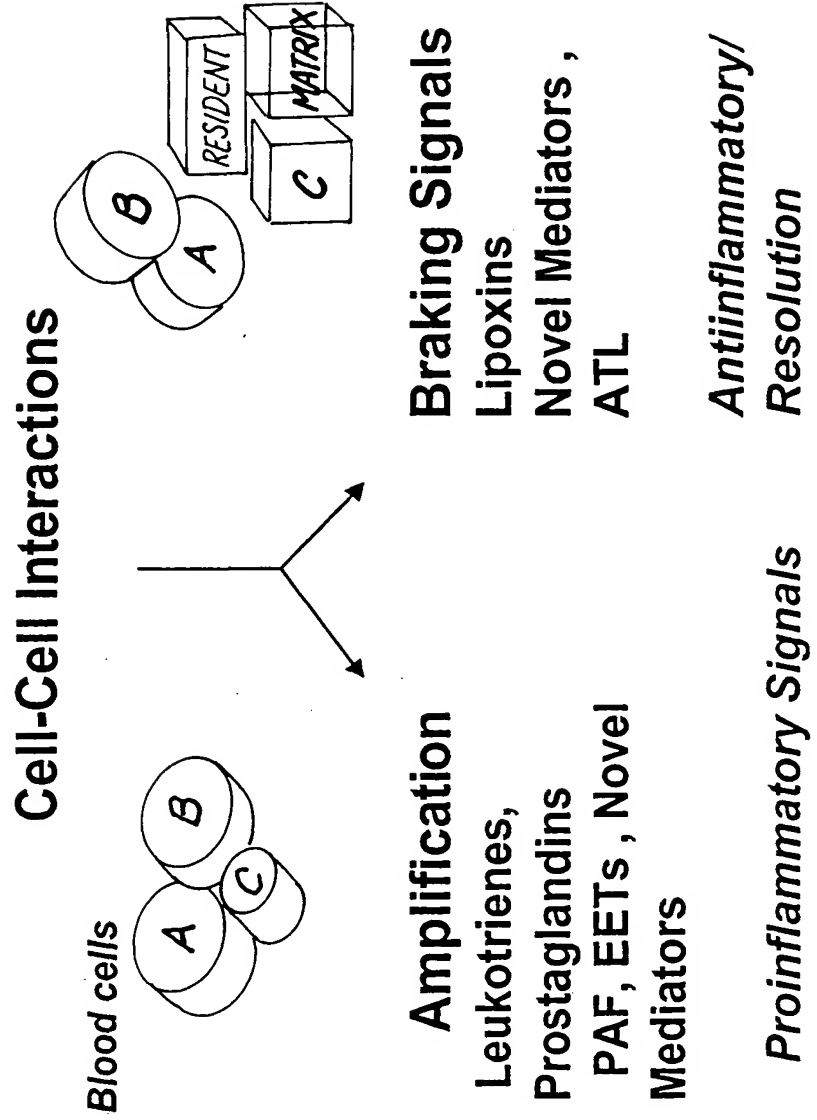 Cell-Cell Interactions
Blood cells
A
B
C
B
A
RESIDENT
C
MATRIX
Amplification
Leukotrienes,
Prostaglandins
PAF, EETs , Novel
Mediators
Proinflammatory Signals
Braking Signals
Lipoxins
Novel Mediators ,
ATL
Antiinflammatory/
Resolution